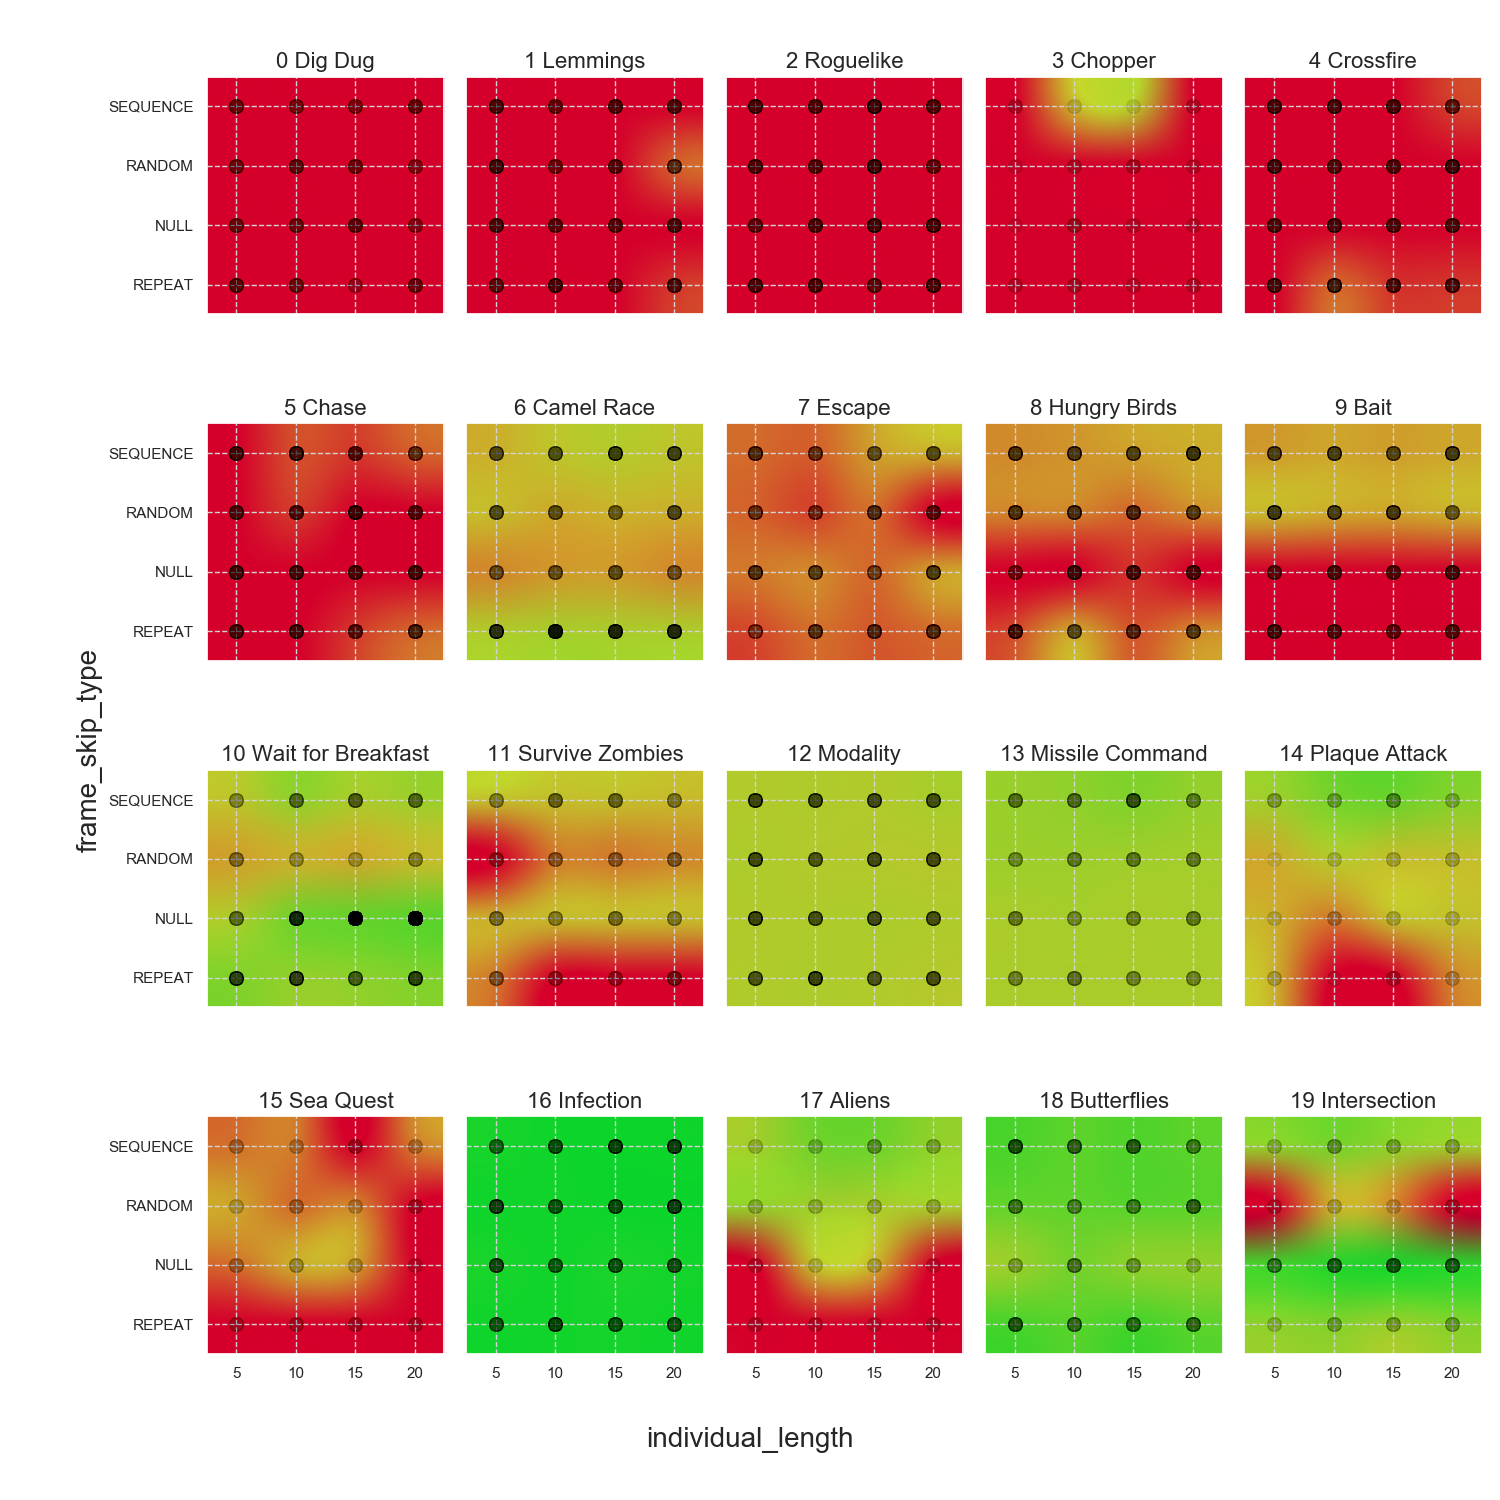 0 Dig Dug
1 Lemmings
2 Roguelike
3 Chopper
4 Crossfire
SEQUENCE
RANDOM
NULL
REPEAT
5 Chase
6 Camel Race
7 Escape
8 Hungry Birds
9 Bait
SEQUENCE
RANDOM
NULL
REPEAT
frame_skip_type
10 Wait for Breakfast
11 Survive Zombies
12 Modality
13 Missile Command
14 Plaque Attack
SEQUENCE
RANDOM
NULL
REPEAT
15 Sea Quest
16 Infection
17 Aliens
18 Butterflies
19 Intersection
SEQUENCE
RANDOM
NULL
REPEAT
5 10 15 20
5 10 15 20
5 10 15 20
5 10 15 20
5 10 15 20
individual_length